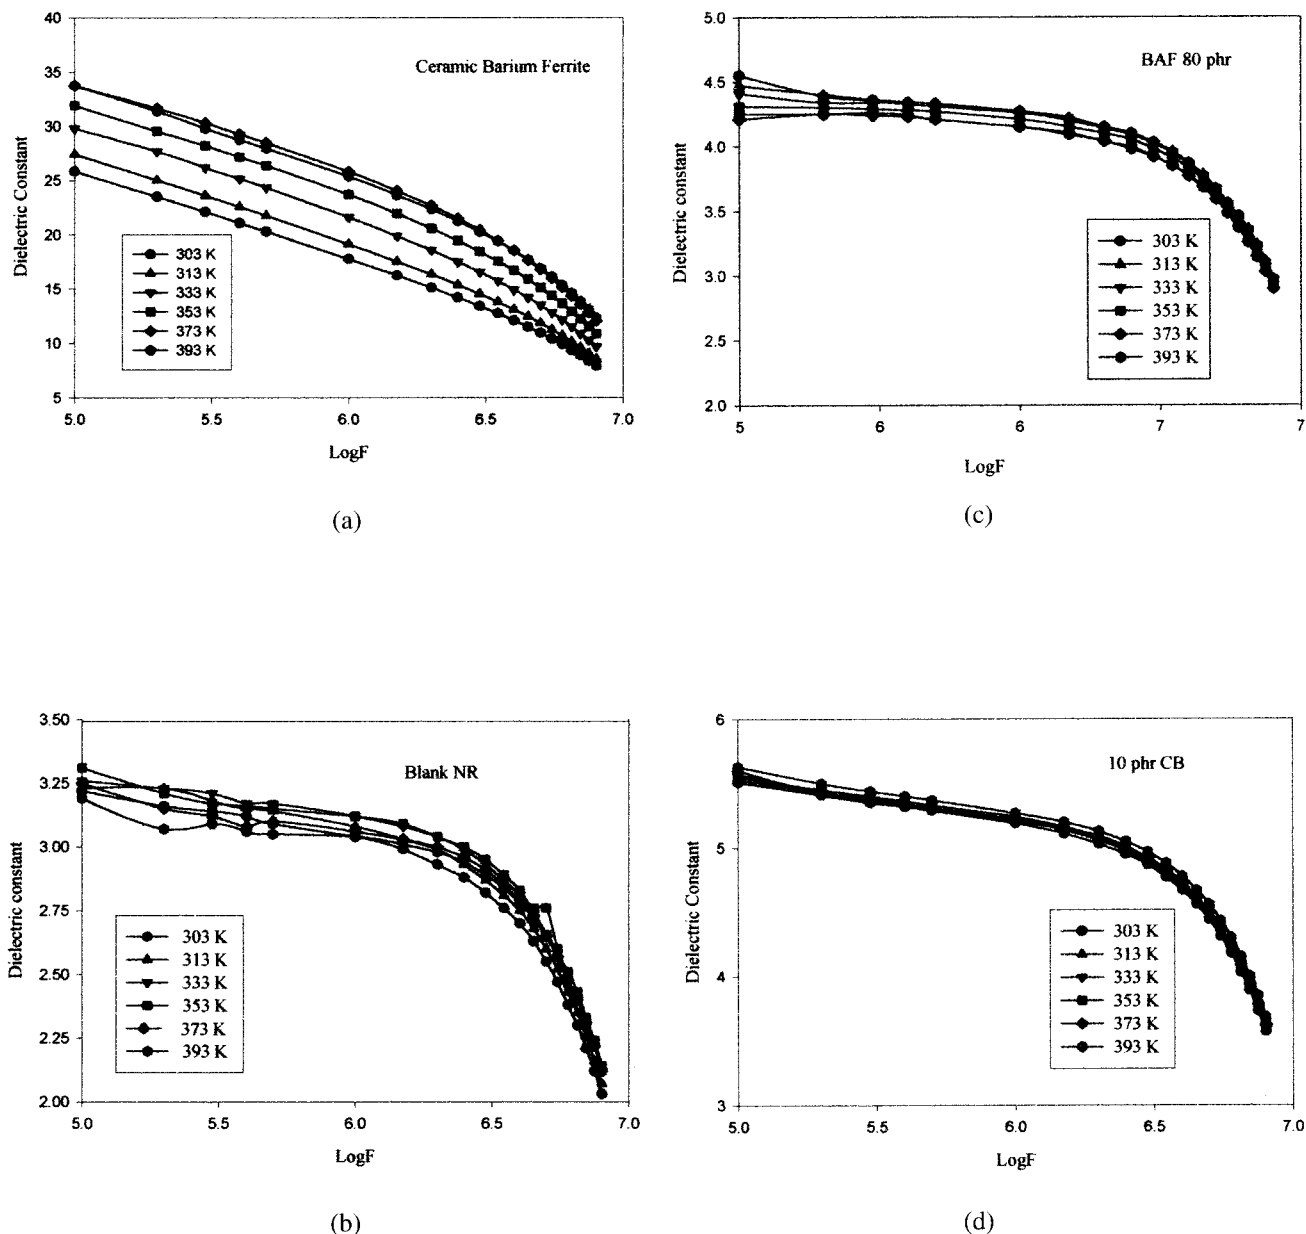 40
35
30
25
20
15
10
5
Dielectric Constant
Ceramic Barium Ferrite
303 K
313 K
333 K
353 K
373 K
393 K
5.0 5.5 6.0 6.5 7.0
LogF
(a)
5.0
4.5
4.0
3.5
3.0
2.5
2.0
Dielectric constant
BAF 80 phr
303 K
313 K
333 K
353 K
373 K
393 K
5 6 6 7 7
LogF
(c)
3.50
3.25
3.00
2.75
2.50
2.25
2.00
Dielectric constant
Blank NR
303 K
313 K
333 K
353 K
373 K
393 K
5.0 5.5 6.0 6.5 7.0
LogF
(b)
6
5
4
3
Dielectric Constant
10 phr CB
303 K
313 K
333 K
353 K
373 K
393 K
5.0 5.5 6.0 6.5 7.0
LogF
(d)